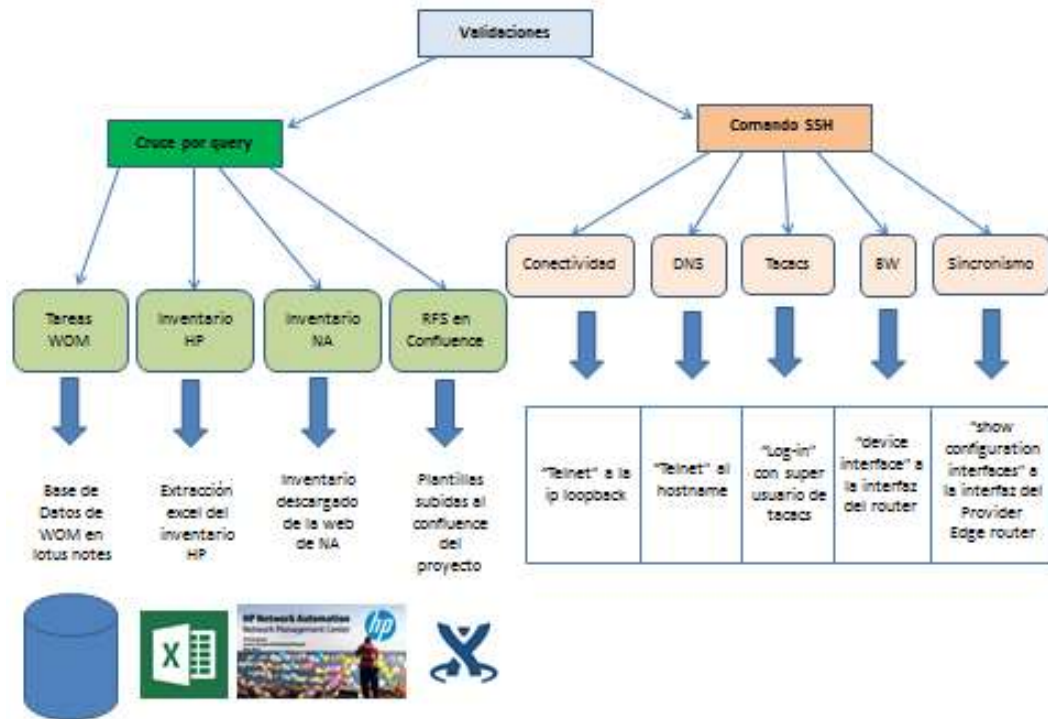 Validaciones
Cruce por query
Comando SSH
Conectividad
DNS
Tacacs
BW
Sincronismo
Tareas
WOM
Inventario
HP
Inventario
NA
RFS en
Confluence
"Telnet" a la
ip loopback
"Telnet" al
hostname
"Log-in"
con super
usuario de
tacacs
"device
interface" a
la interfaz
del router
"show
configuration
interfaces" a
la interfaz del
Provider
Edge router
Base de
Datos de
WOM en
lotus notes
Extracción
excel del
inventario
HP
Inventario
descargado
de la web
de NA
Plantillas
subidas al
confluence
del
proyecto
X
HP Network Automation
Network Management Center
hp